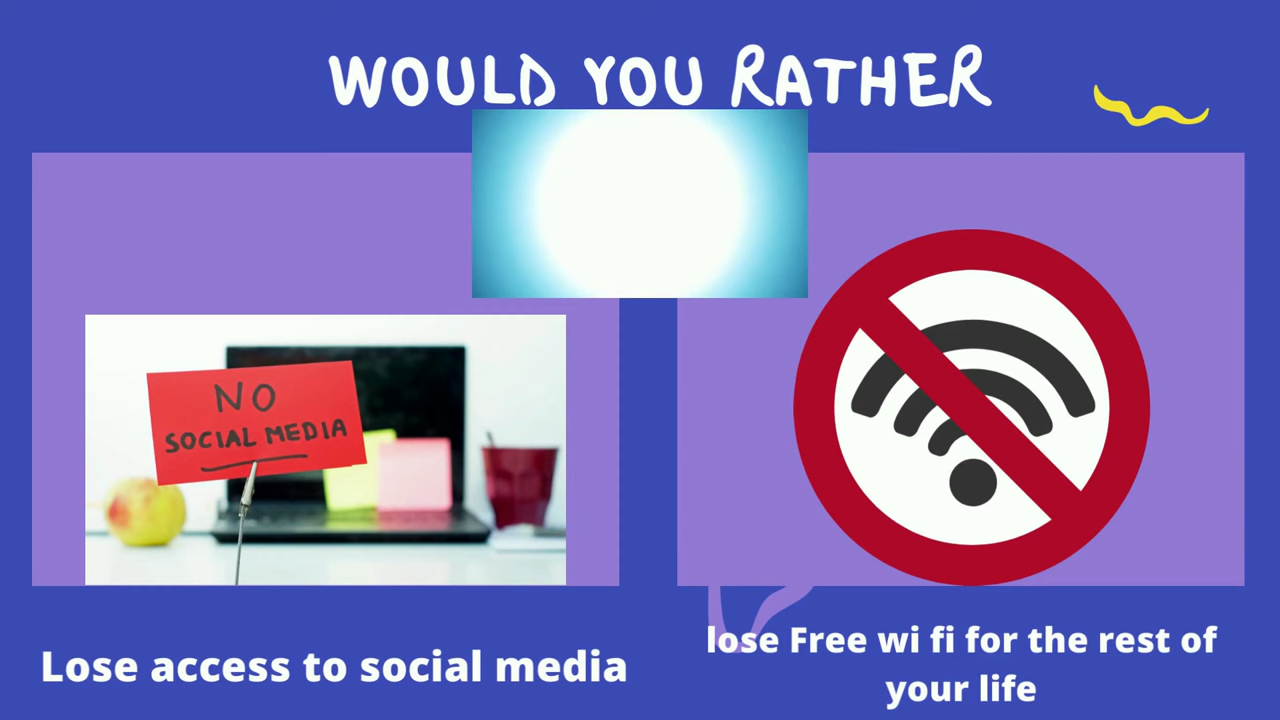 WOULD YOU RATHER
NO
SOCIAL MEDIA
Lose access to social media
lose Free wi fi for the rest of
your life